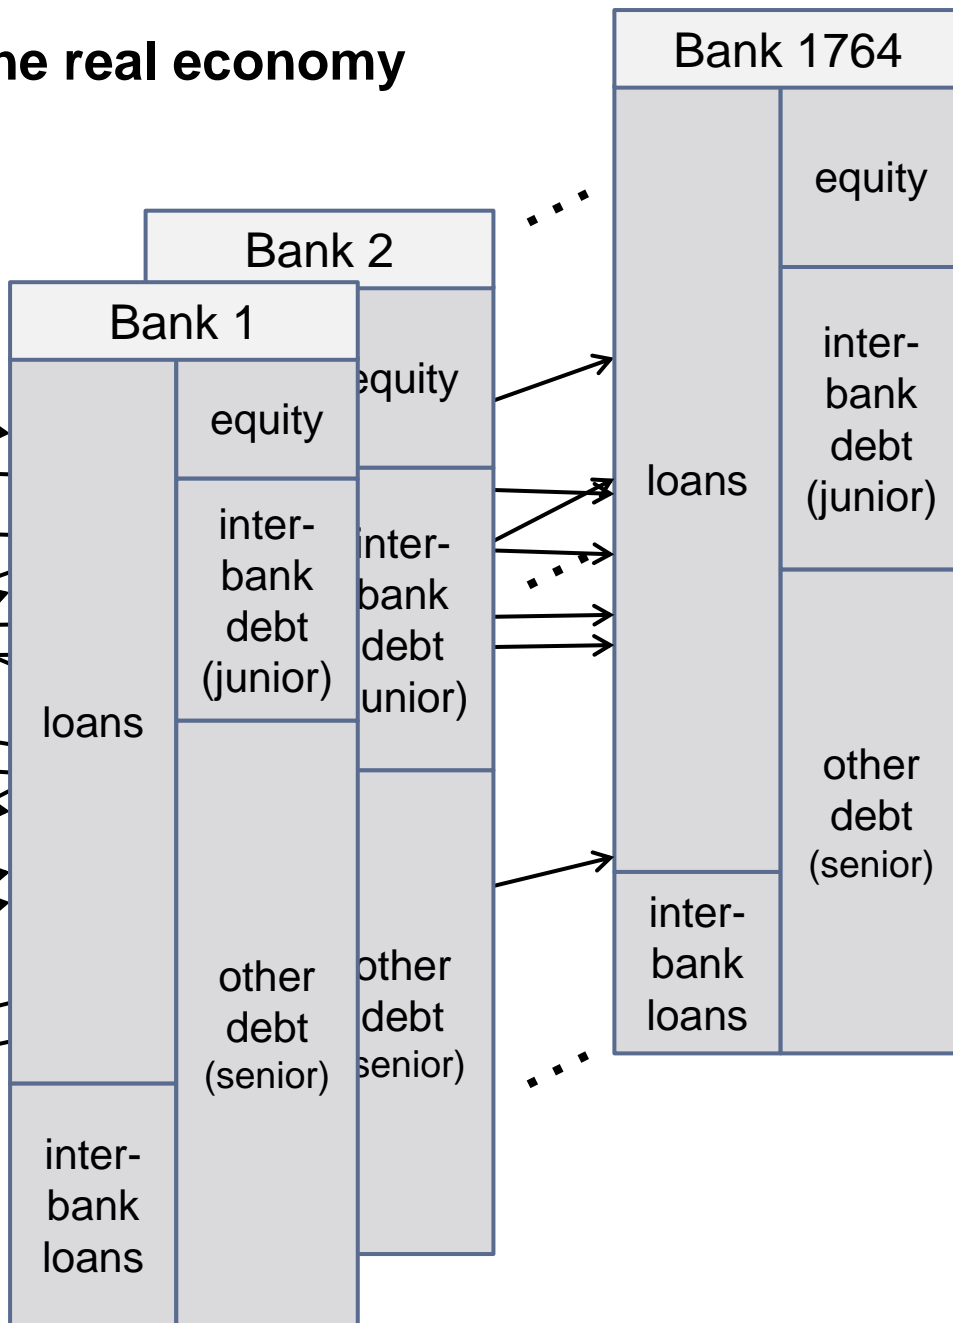 he real economy
Bank 1764
loans
equity
inter-
bank
debt
(junior)
other
debt
(senior)
inter-
bank
loans
Bank 2
equity
inter-
bank
debt
unior)
other
debt
senior)
Bank 1
loans
equity
inter-
bank
debt
(junior)
other
debt
(senior)
inter-
bank
loans